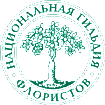 НАЦИОНАЛЬНАЯ ГИЛЬДИЯ
ФЛОРИСТОВ